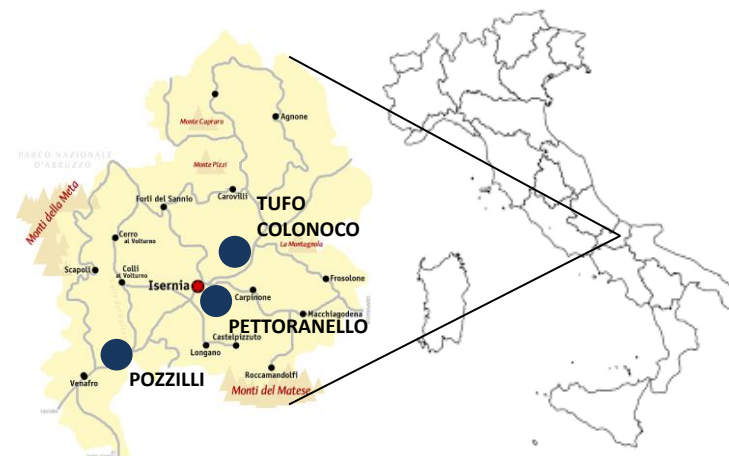 Monte Capraro
Agnone
PARCO NAZIONALE
D'ABRUZZO
Monte Pizzi
Monti della Meta
Carovilli
Forlì del Sannio
TUFO
COLONOCO
Cerro
al Volturno
La Montagnola
Scapoli
Colli
al Volturno
Isernia
Frosolone
Carpinone
PETTORANELLO
Macchiagodena
Castelpizzuto
Longano
Roccamandolfi
Venafro
POZZILLI
Monti del Matese